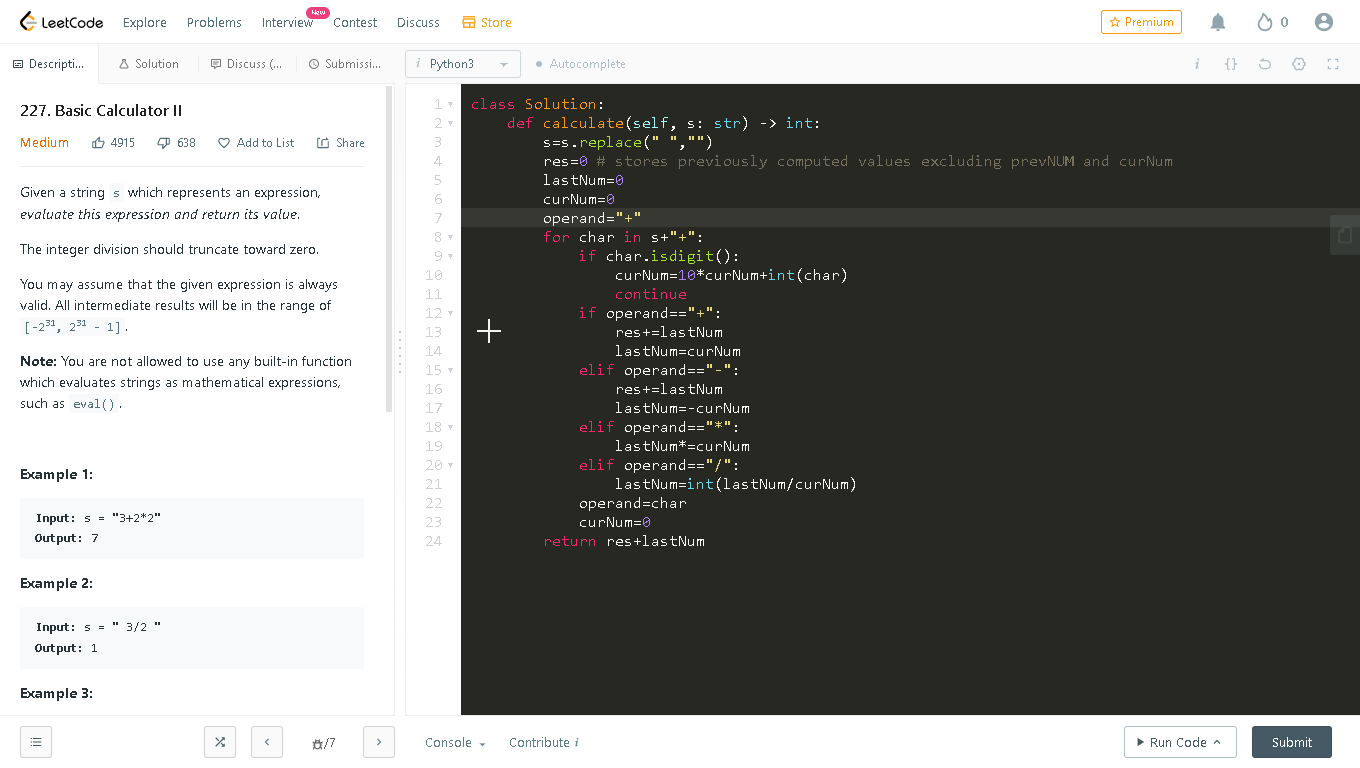 LeetCode Explore Problems Interview New Contest Discuss Store Premium 0
Descripti... Solution Discuss (... Submissi... i Python3 Autocomplete i {}
227. Basic Calculator II
Medium 4915 638 Add to List Share
Given a string s which represents an expression,
evaluate this expression and return its value.
The integer division should truncate toward zero.
You may assume that the given expression is always
valid. All intermediate results will be in the range of
[-2³¹, 2³¹ - 1].
Note: You are not allowed to use any built-in function
which evaluates strings as mathematical expressions,
such as eval().
Example 1:
Input: s = "3+2*2"
Output: 7
Example 2:
Input: s = " 3/2 "
Output: 1
Example 3:
1 class Solution:
2 def calculate(self, s: str) -> int:
3 s=s.replace(" ","")
4 res=0 # stores previously computed values excluding prevNUM and curNum
5 lastNum=0
6 curNum=0
7 operand="+"
8 for char in s+"+":
9 if char.isdigit():
10 curNum=10*curNum+int(char)
11 continue
12 if operand=="+":
13 res+=lastNum
14 lastNum=curNum
15 elif operand=="-":
16 res+=lastNum
17 lastNum=-curNum
18 elif operand=="*":
19 lastNum*=curNum
20 elif operand=="/":
21 lastNum=int(lastNum/curNum)
22 operand=char
23 curNum=0
24 return res+lastNum
/7 Console Contribute i Run Code Submit